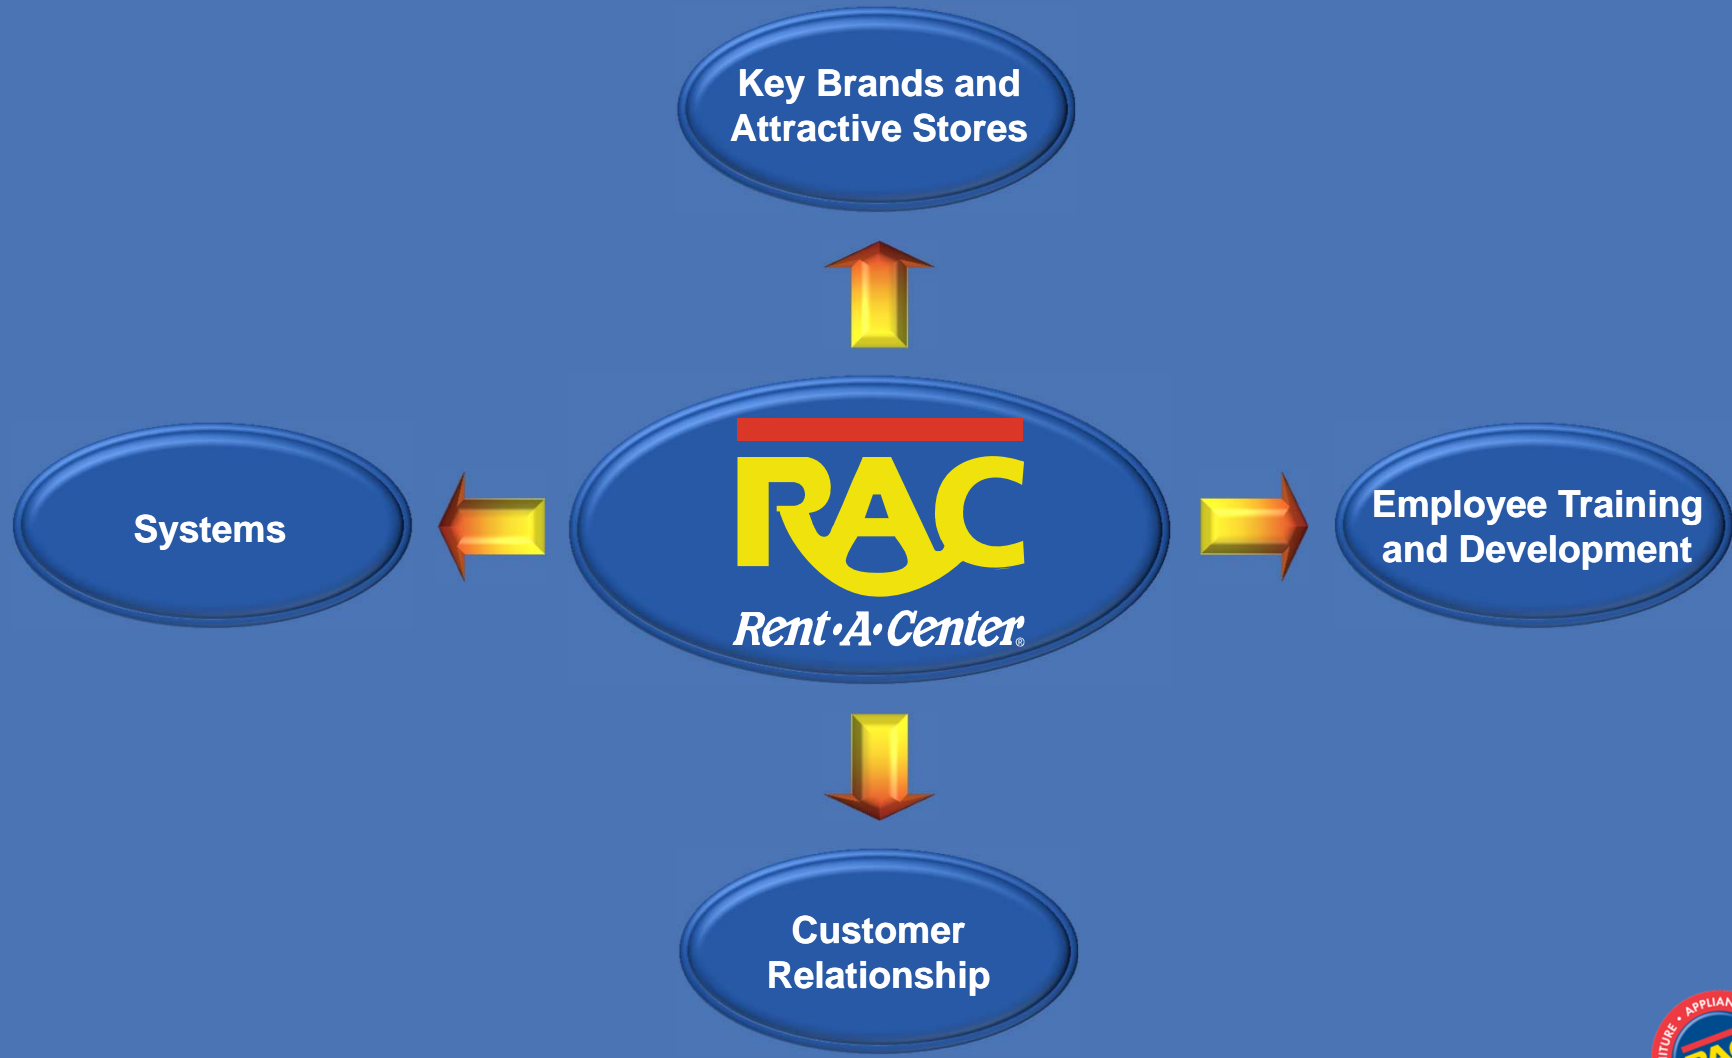 Key Brands and
Attractive Stores
RAC
Rent·A·Center®
Systems
Employee Training
and Development
Customer
Relationship